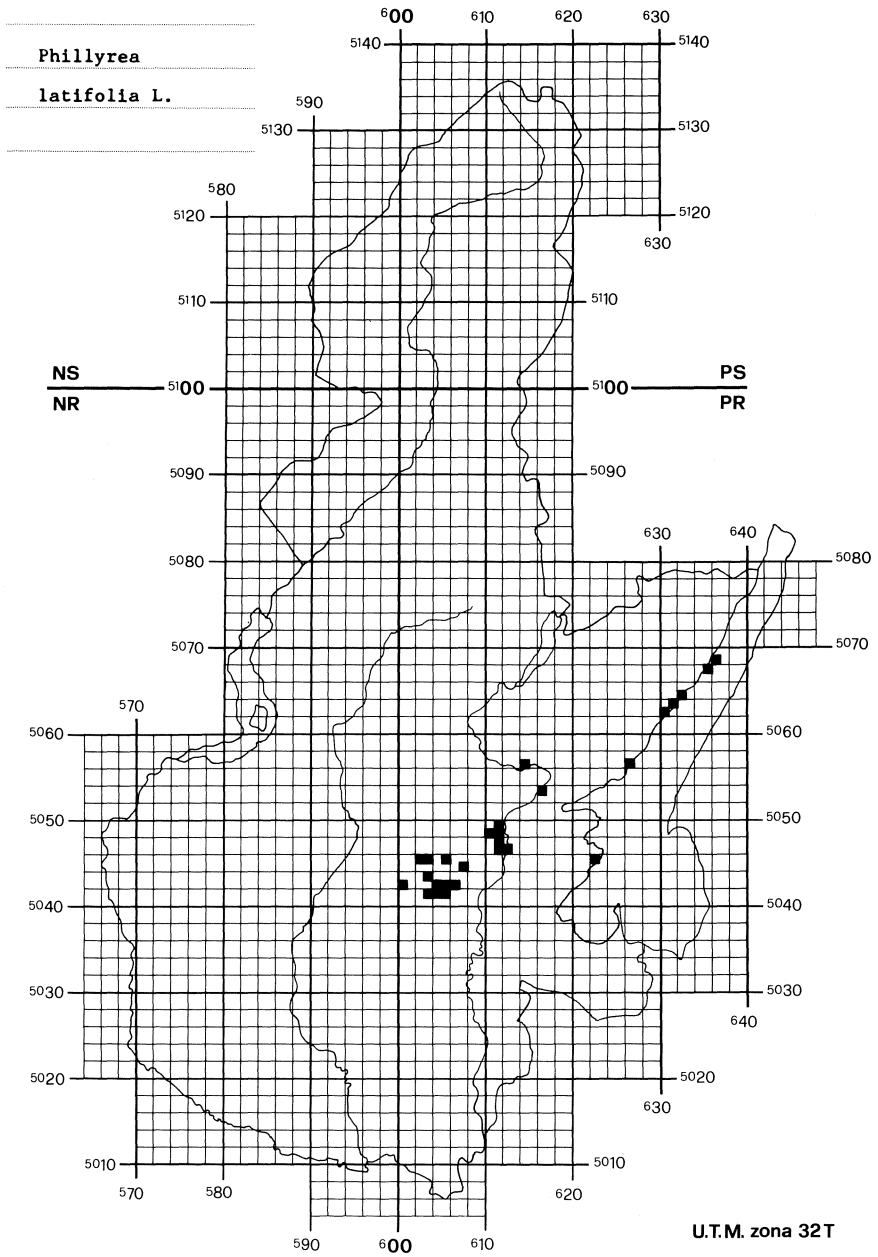 600 610 620 630
5140 5140
Phillyrea
latifolia L.
590
5130 5130
580
5120 5120
630
5110 5110
NS PS
5100 5100
NR PR
5090 5090
630 640
5080 5080
5070 5070
570
5060 5060
5050 5050
5040 5040
5030 5030
640
5020 5020
630
5010 5010
570 580 620
590 600 610
U.T.M. zona 32T